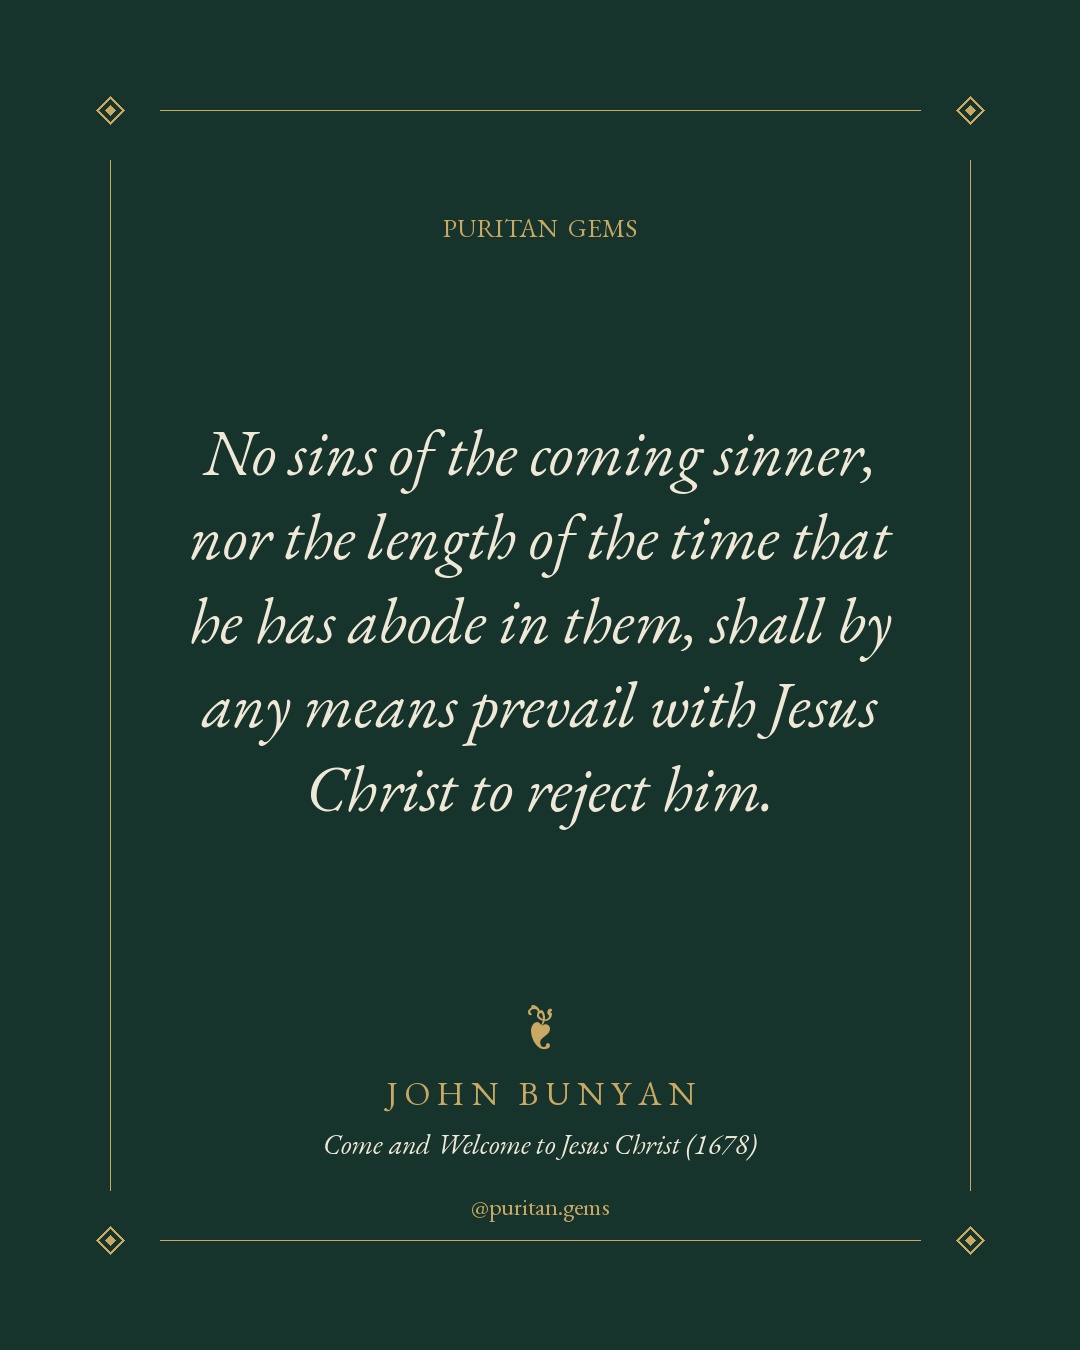 PURITAN GEMS
No sins of the coming sinner,
nor the length of the time that
he has abode in them, shall by
any means prevail with Jesus
Christ to reject him.
JOHN BUNYAN
Come and Welcome to Jesus Christ (1678)
@puritan.gems